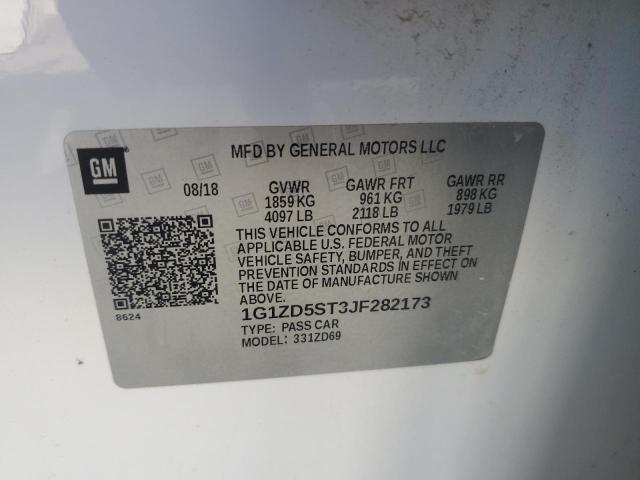 GM
MFD BY GENERAL MOTORS LLC
08/18 GVWR GAWR FRT GAWR RR
1859 KG 961 KG 898 KG
4097 LB 2118 LB 1979 LB
THIS VEHICLE CONFORMS TO ALL
APPLICABLE U.S. FEDERAL MOTOR
VEHICLE SAFETY, BUMPER, AND THEFT
PREVENTION STANDARDS IN EFFECT ON
THE DATE OF MANUFACTURE SHOWN
ABOVE.
8624
1G1ZD5ST3JF282173
TYPE: PASS CAR
MODEL: 331ZD69